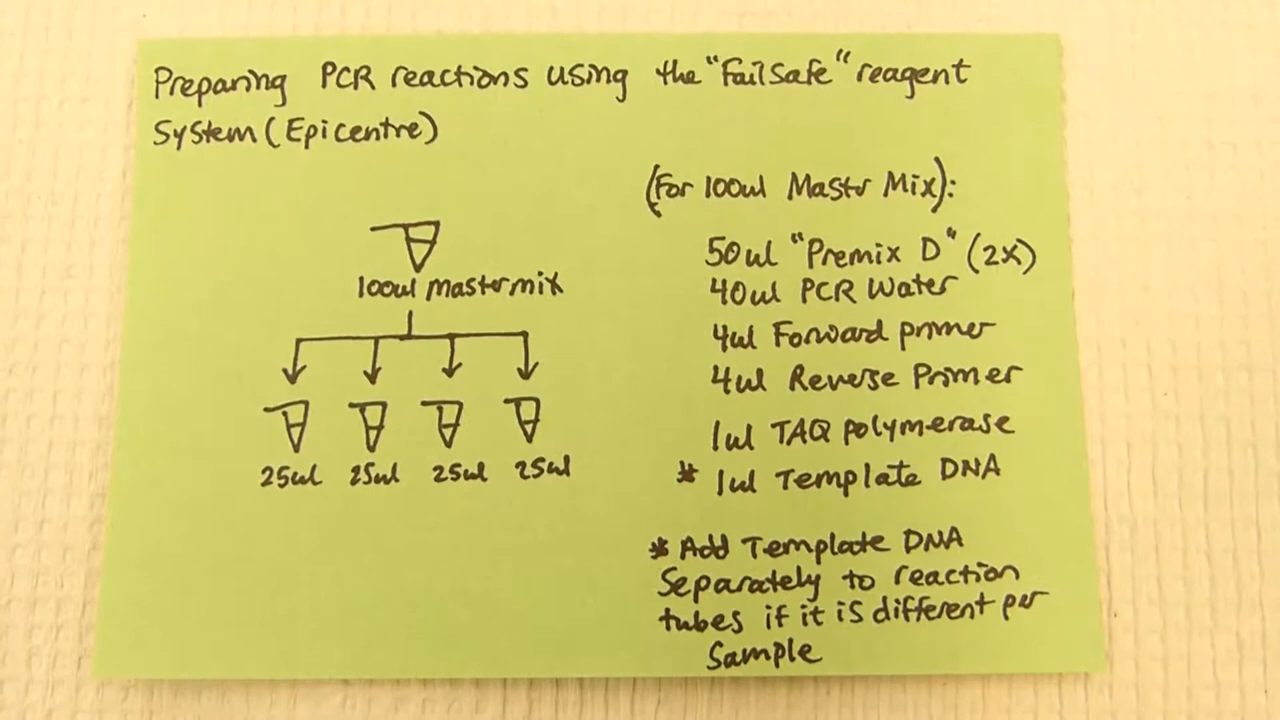 Preparing PCR reactions using the "FailSafe" reagent
System (Epicentre)
100ul mastermix
25ul 25ul 25ul 25ul
(For 100ul Mastr Mix):
50ul "Premix D" (2x)
40ul PCR Water
4ul Forward primer
4ul Reverse Primer
1ul TAQ polymerase
* 1ul Template DNA
* Add Template DNA
Separately to reaction
tubes if it is different per
Sample